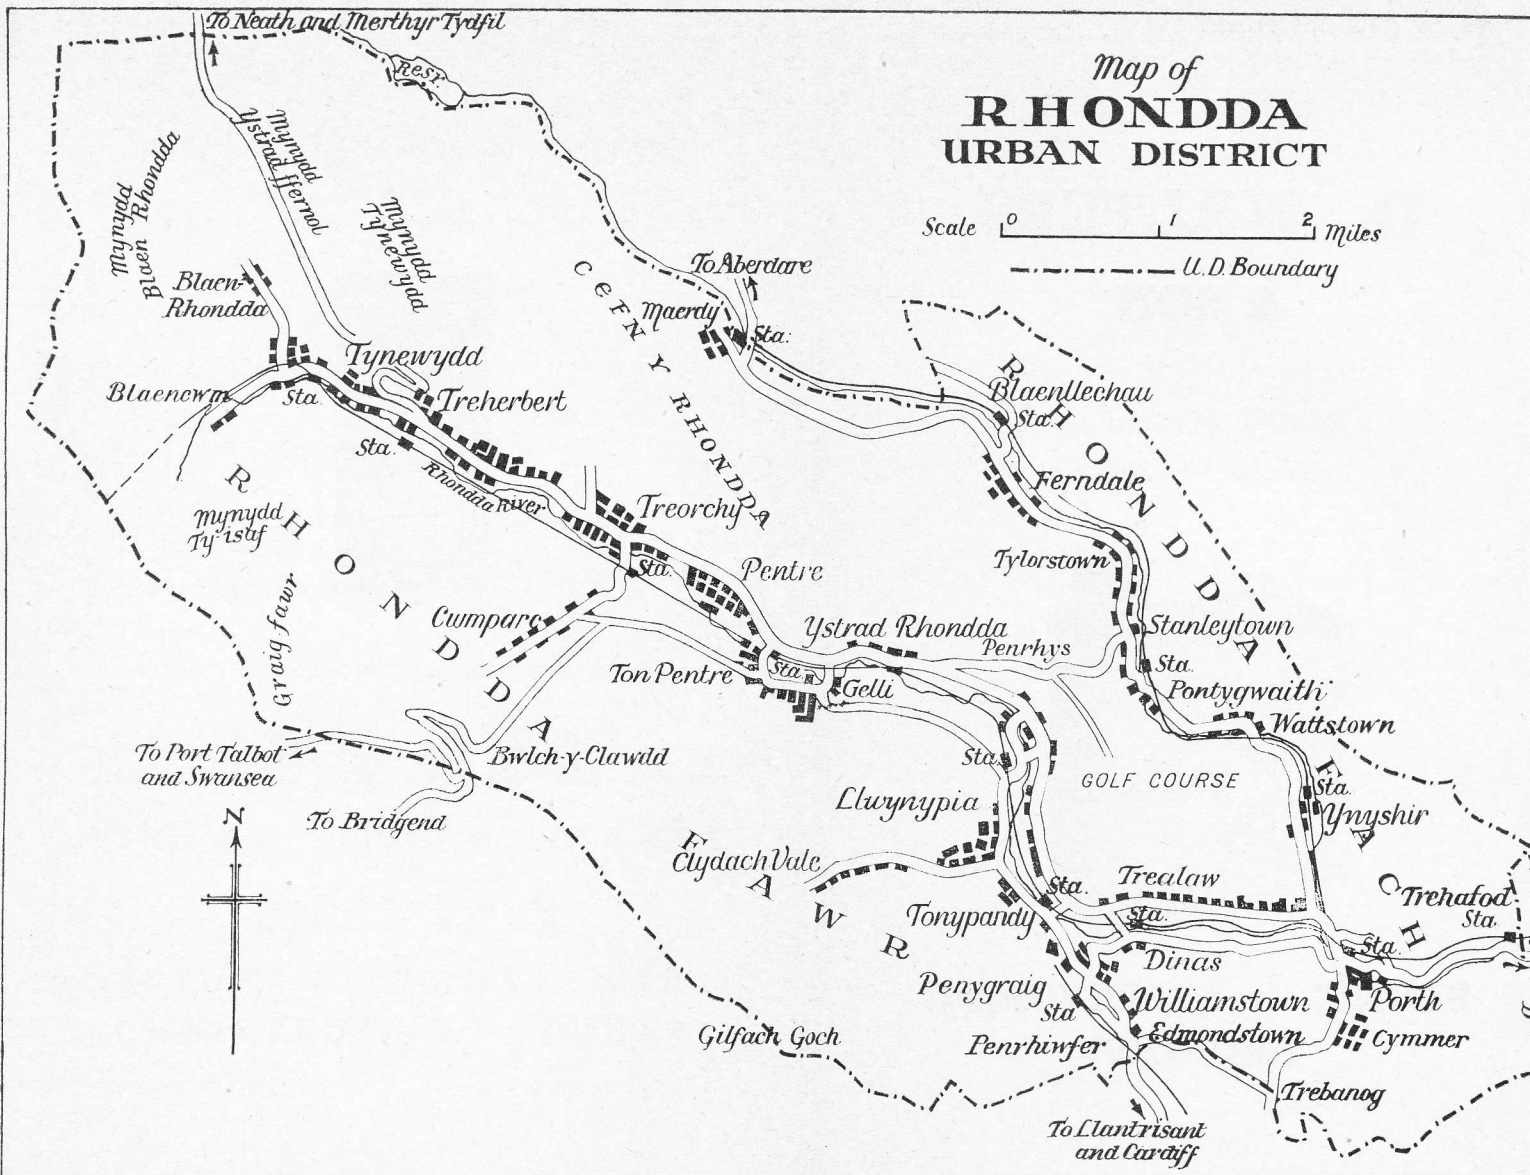 To Neath and Merthyr Tydfil
Map of
RHONDDA
URBAN DISTRICT
Scale 0 1 2 Miles
U.D. Boundary
Resr.
Mynydd
Blaen Rhondda
Mynydd
Ystrad ffernol
Mynydd
Tynewydd
CEFN Y RHONDDA
To Aberdare
Maerdy
Sta:
Blaen-
Rhondda
Tynewydd
Blaencwm
Sta.
Treherbert
Sta.
Rhondda River
Blaenllechau
Sta.
Ferndale
RHONDDA FACH
RHONDDA FAWR
Mynydd
Ty isaf
Graig fawr
Treorchy
Sta.
Pentre
Tylorstown
Cwmparc
Ystrad Rhondda
Penrhys
Stanleytown
Sta.
Ton Pentre
Sta.
Gelli
Pontygwaith
Wattstown
To Port Talbot
and Swansea
Bwlch-y-Clawdd
To Bridgend
N
Sta.
GOLF COURSE
Sta.
Ynyshir
Llwynypia
Clydach Vale
Sta.
Trealaw
Trehafod
Sta.
Tonypandy
Sta.
Dinas
Sta.
Penygraig
Sta
Williamstown
Porth
Gilfach Goch
Penrhiwfer
Edmondstown
Cymmer
Trebanog
To Llantrisant
and Cardiff